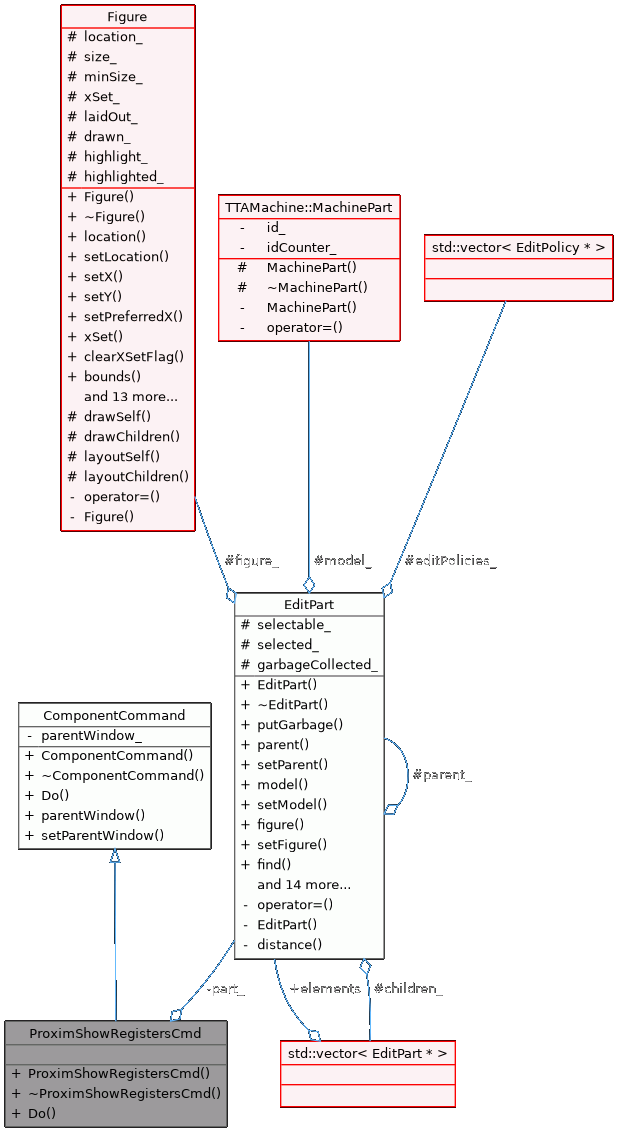 Figure
# location_
# size_
# minSize_
# xSet_
# laidOut_
# drawn_
# highlight_
# highlighted_
+ Figure()
+ ~Figure()
+ location()
+ setLocation()
+ setX()
+ setY()
+ setPreferredX()
+ xSet()
+ clearXSetFlag()
+ bounds()
and 13 more...
# drawSelf()
# drawChildren()
# layoutSelf()
# layoutChildren()
- operator=()
- Figure()
TTAMachine::MachinePart
- id_
- idCounter_
# MachinePart()
# ~MachinePart()
- MachinePart()
- operator=()
std::vector< EditPolicy * >
#figure_
#model_
#editPolicies_
EditPart
# selectable_
# selected_
# garbageCollected_
+ EditPart()
+ ~EditPart()
+ putGarbage()
+ parent()
+ setParent()
+ model()
+ setModel()
+ figure()
+ setFigure()
+ find()
and 14 more...
- operator=()
- EditPart()
- distance()
#parent_
ComponentCommand
- parentWindow_
+ ComponentCommand()
+ ~ComponentCommand()
+ Do()
+ parentWindow()
+ setParentWindow()
-part_
+elements
#children_
ProximShowRegistersCmd
+ ProximShowRegistersCmd()
+ ~ProximShowRegistersCmd()
+ Do()
std::vector< EditPart * >